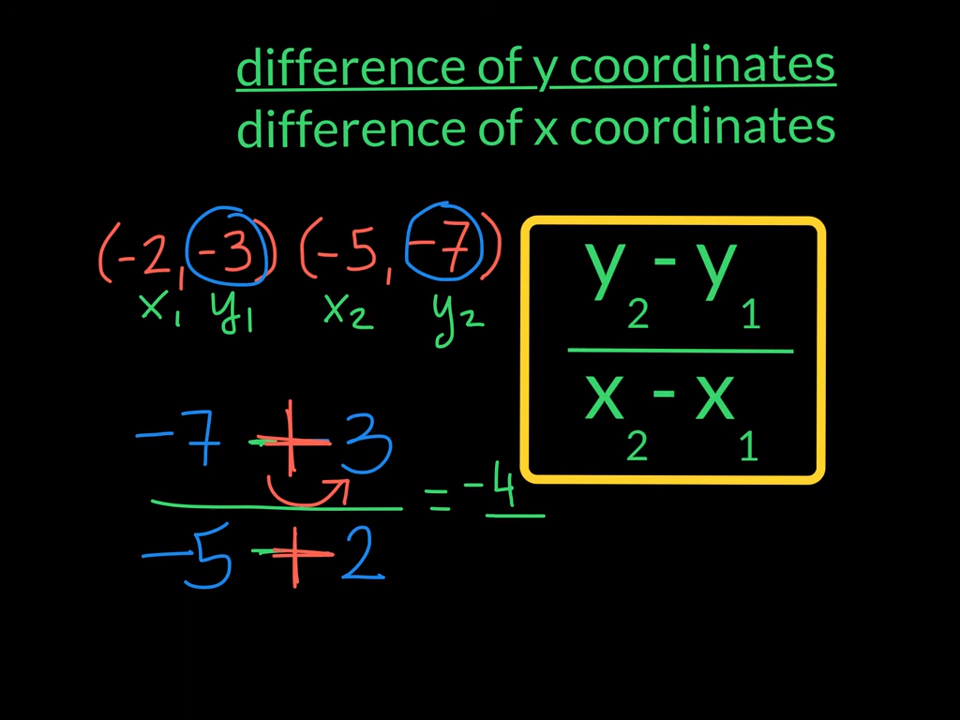 difference of y coordinates
difference of x coordinates
(-2, -3) (-5, -7)
x1 y1 x2 y2
y2 - y1
x2 - x1
-7 + 3
= -4
-5 + 2